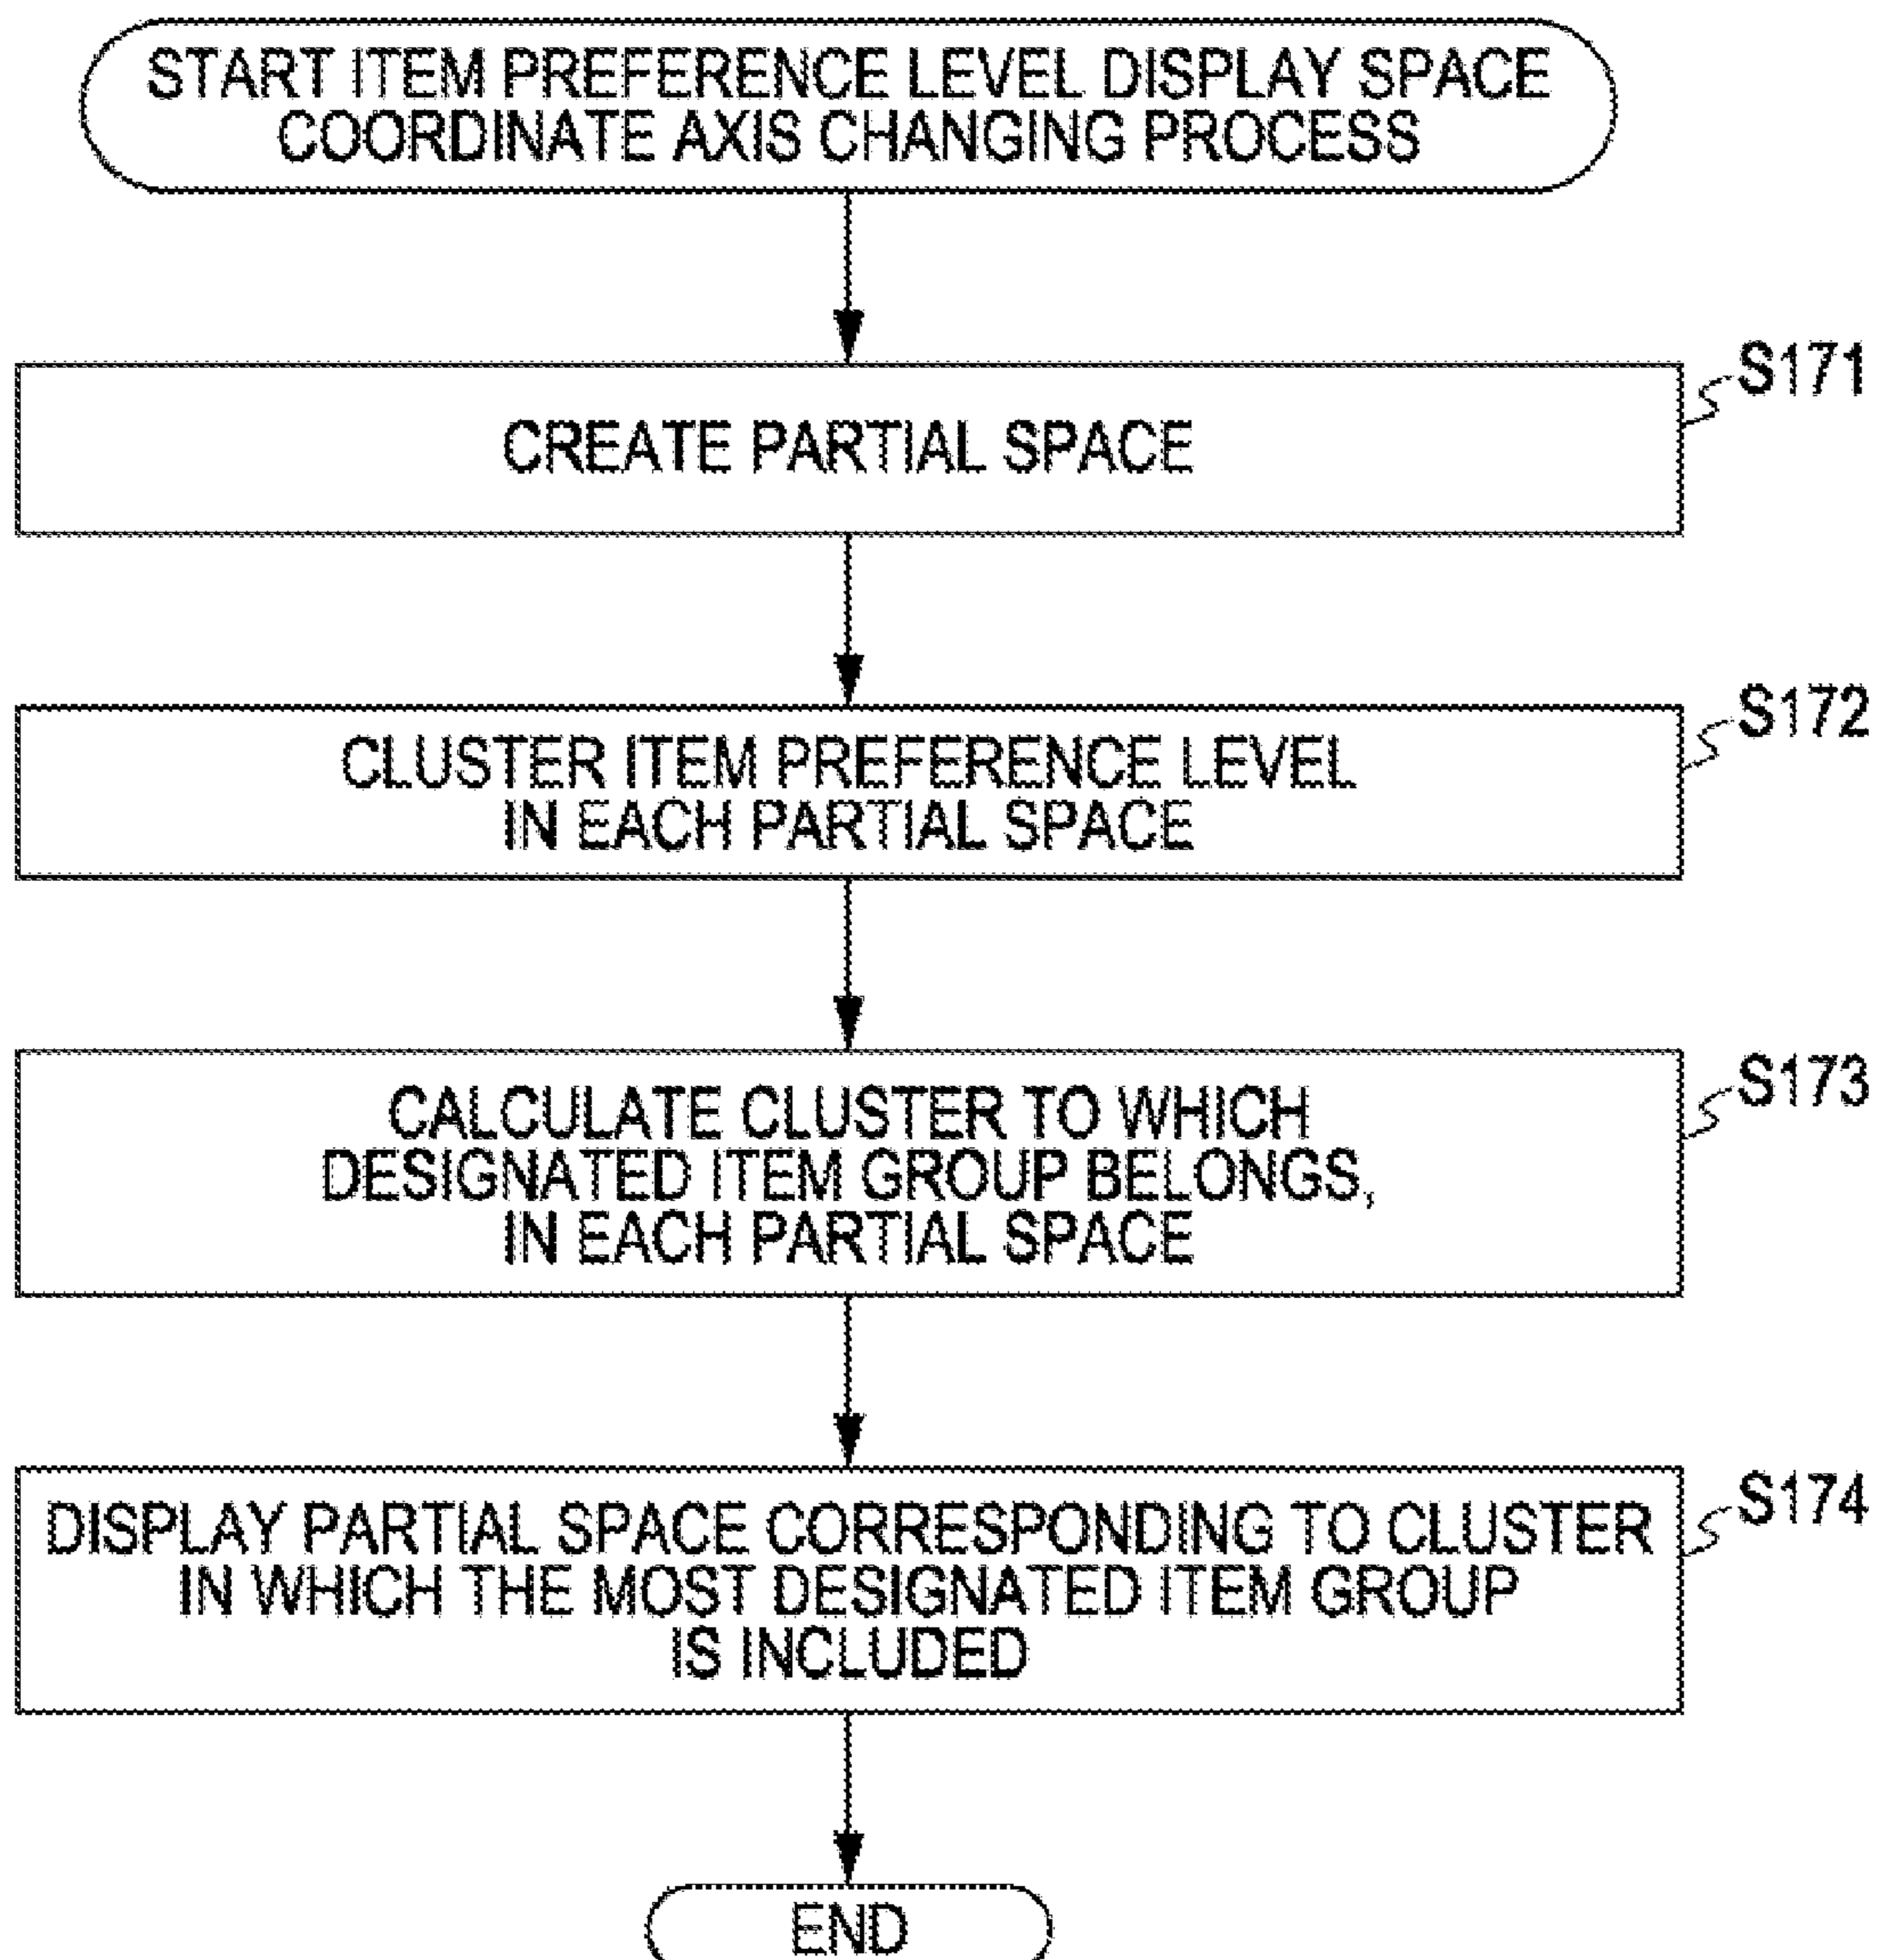 START ITEM PREFERENCE LEVEL DISPLAY SPACE
COORDINATE AXIS CHANGING PROCESS
S171
CREATE PARTIAL SPACE
S172
CLUSTER ITEM PREFERENCE LEVEL
IN EACH PARTIAL SPACE
S173
CALCULATE CLUSTER TO WHICH
DESIGNATED ITEM GROUP BELONGS,
IN EACH PARTIAL SPACE
S174
DISPLAY PARTIAL SPACE CORRESPONDING TO CLUSTER
IN WHICH THE MOST DESIGNATED ITEM GROUP
IS INCLUDED
END